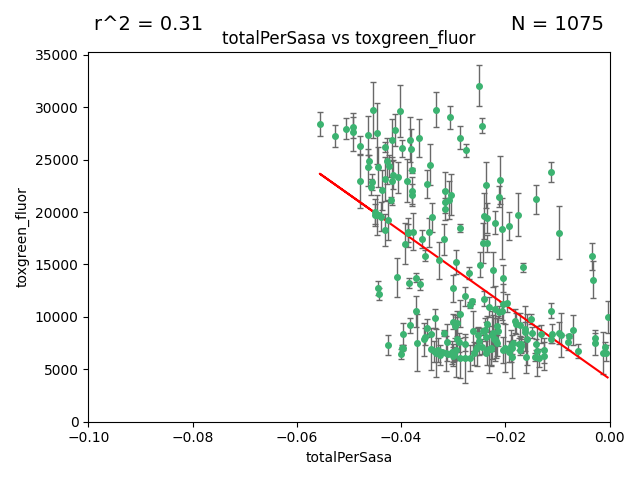 r^2 = 0.31
N = 1075
totalPerSasa vs toxgreen_fluor
35000
30000
25000
20000
15000
10000
5000
0
toxgreen_fluor
−0.10
−0.08
−0.06
−0.04
−0.02
0.00
totalPerSasa